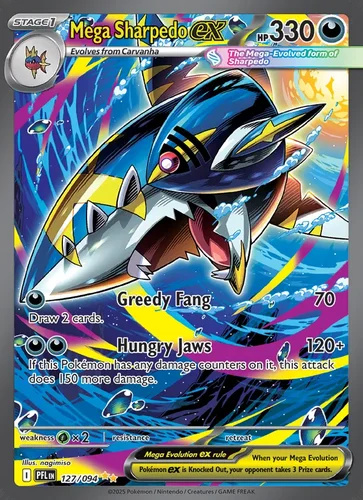 STAGE 1
Mega Sharpedo ex
HP 330
Evolves from Carvanha
The Mega-Evolved form of
Sharpedo
Greedy Fang 70
Draw 2 cards.
Hungry Jaws 120+
If this Pokémon has any damage counters on it, this attack
does 150 more damage.
weakness × 2 resistance retreat
Illus. nagimiso
Mega Evolution ex rule
When your Mega Evolution
Pokémon ex is Knocked Out, your opponent takes 3 Prize cards.
I PFL EN 127/094
©2025 Pokémon / Nintendo / Creatures / GAME FREAK